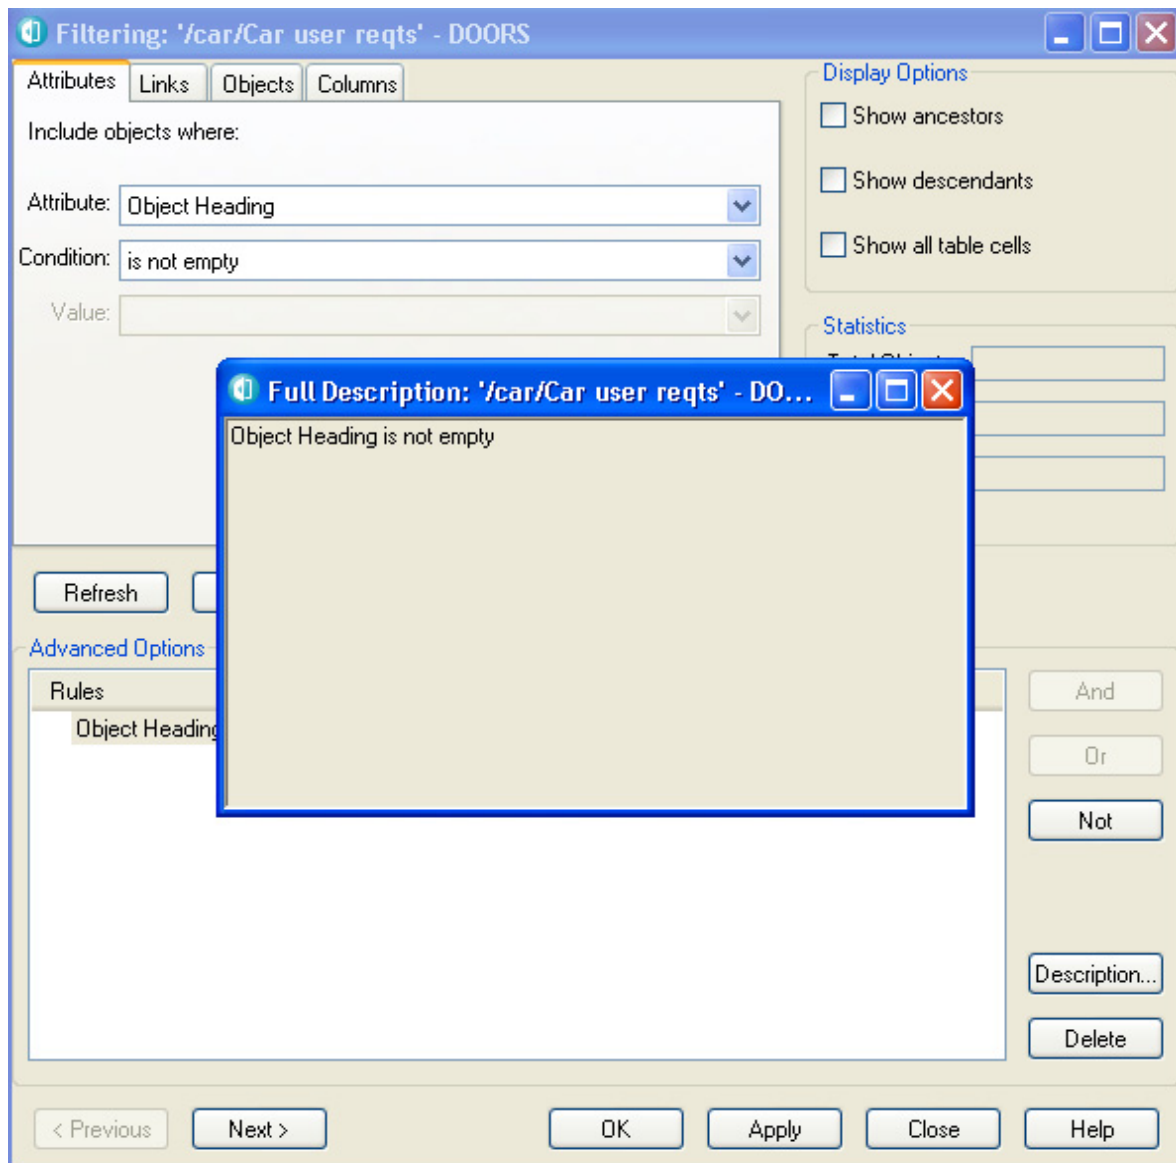 Filtering: '/car/Car user reqts' - DOORS
Attributes Links Objects Columns
Include objects where:
Attribute: Object Heading
Condition: is not empty
Value:
Display Options
Show ancestors
Show descendants
Show all table cells
Statistics
Full Description: '/car/Car user reqts' - DO...
Object Heading is not empty
Refresh
Advanced Options
Rules
Object Heading
And
Or
Not
Description...
Delete
< Previous Next > OK Apply Close Help